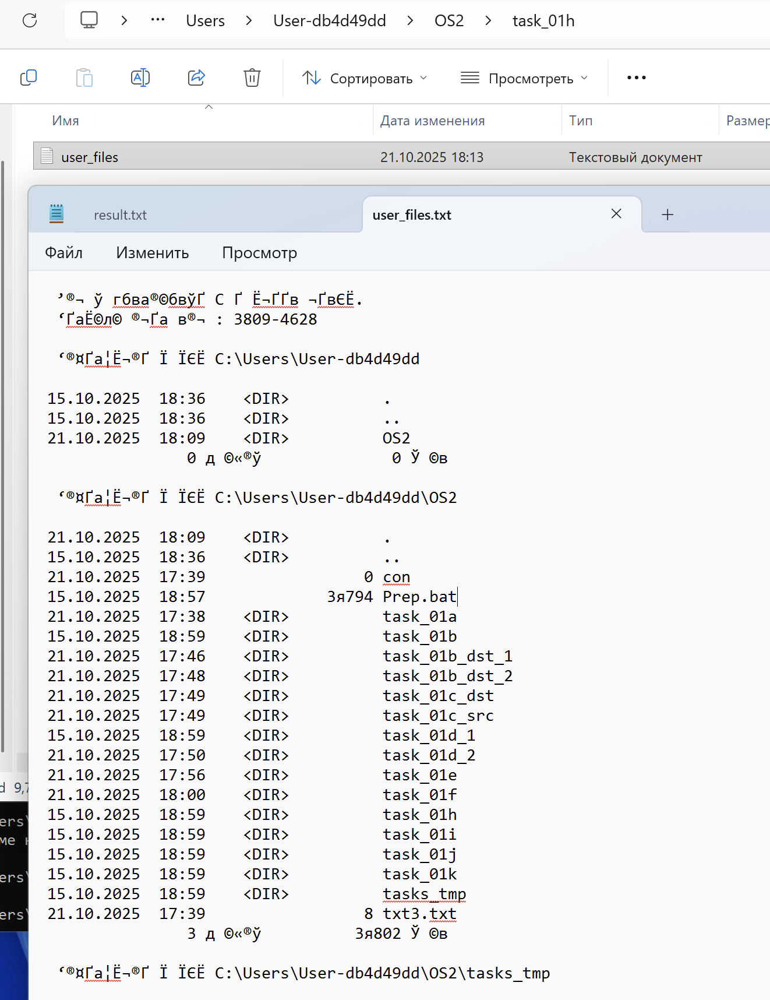 Users > User-db4d49dd > OS2 > task_01h
Сортировать Просмотреть
Имя Дата изменения Тип Размер
user_files 21.10.2025 18:13 Текстовый документ
result.txt user_files.txt
Файл Изменить Просмотр
’®¬ ў гбва®©бвўҐ C Ґ Ё¬ҐҐв ¬ҐвЄЁ.
‘ҐаЁ©л© ®¬Ґа в®¬ : 3809-4628
‘®¤Ґа¦Ё¬®Ґ Ї ЇЄЁ C:\Users\User-db4d49dd
15.10.2025 18:36 <DIR> .
15.10.2025 18:36 <DIR> ..
21.10.2025 18:09 <DIR> OS2
0 д ©«®ў 0 Ў ©в
‘®¤Ґа¦Ё¬®Ґ Ї ЇЄЁ C:\Users\User-db4d49dd\OS2
21.10.2025 18:09 <DIR> .
15.10.2025 18:36 <DIR> ..
21.10.2025 17:39 0 con
15.10.2025 18:57 3я794 Prep.bat
21.10.2025 17:38 <DIR> task_01a
15.10.2025 18:59 <DIR> task_01b
21.10.2025 17:46 <DIR> task_01b_dst_1
21.10.2025 17:48 <DIR> task_01b_dst_2
21.10.2025 17:49 <DIR> task_01c_dst
21.10.2025 17:49 <DIR> task_01c_src
15.10.2025 18:59 <DIR> task_01d_1
21.10.2025 17:50 <DIR> task_01d_2
21.10.2025 17:56 <DIR> task_01e
21.10.2025 18:00 <DIR> task_01f
15.10.2025 18:59 <DIR> task_01h
15.10.2025 18:59 <DIR> task_01i
15.10.2025 18:59 <DIR> task_01j
15.10.2025 18:59 <DIR> task_01k
15.10.2025 18:59 <DIR> tasks_tmp
21.10.2025 17:39 8 txt3.txt
3 д ©«®ў 3я802 Ў ©в
‘®¤Ґа¦Ё¬®Ґ Ї ЇЄЁ C:\Users\User-db4d49dd\OS2\tasks_tmp